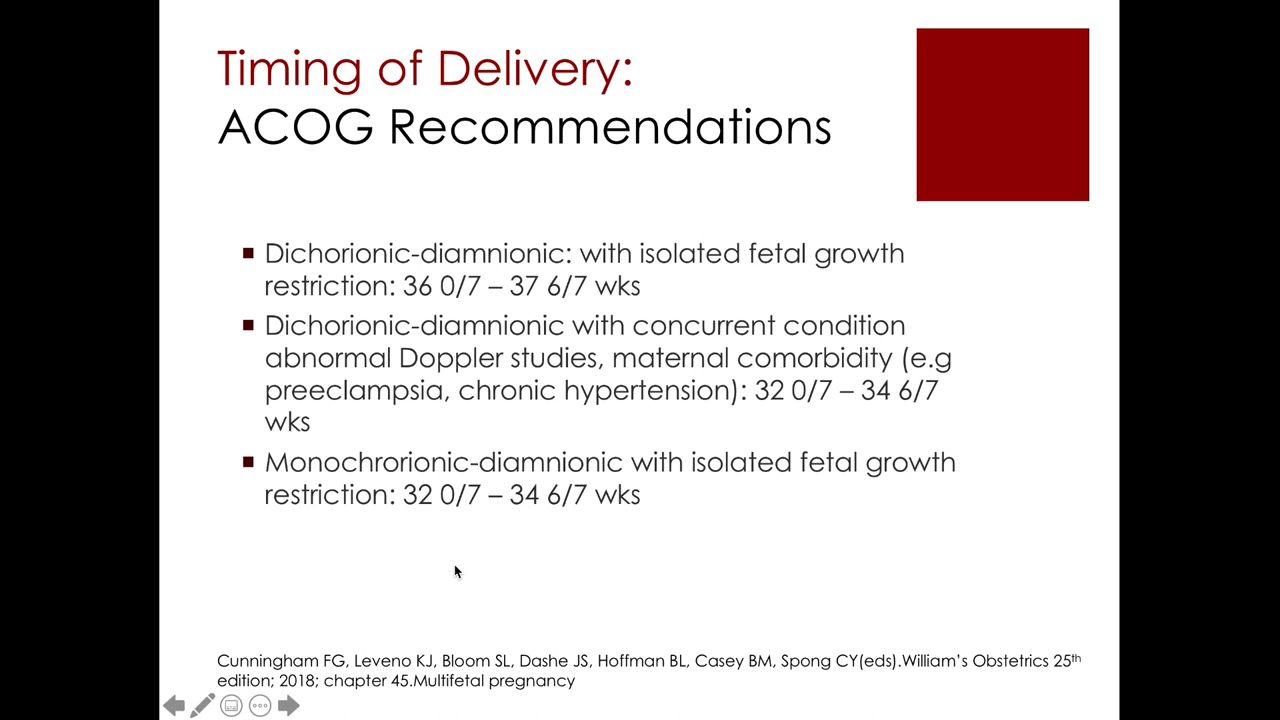 Timing of Delivery:
ACOG Recommendations
Dichorionic-diamnionic: with isolated fetal growth
restriction: 36 0/7 – 37 6/7 wks
Dichorionic-diamnionic with concurrent condition
abnormal Doppler studies, maternal comorbidity (e.g
preeclampsia, chronic hypertension): 32 0/7 – 34 6/7
wks
Monochrorionic-diamnionic with isolated fetal growth
restriction: 32 0/7 – 34 6/7 wks
Cunningham FG, Leveno KJ, Bloom SL, Dashe JS, Hoffman BL, Casey BM, Spong CY(eds).William’s Obstetrics 25th
edition; 2018; chapter 45.Multifetal pregnancy